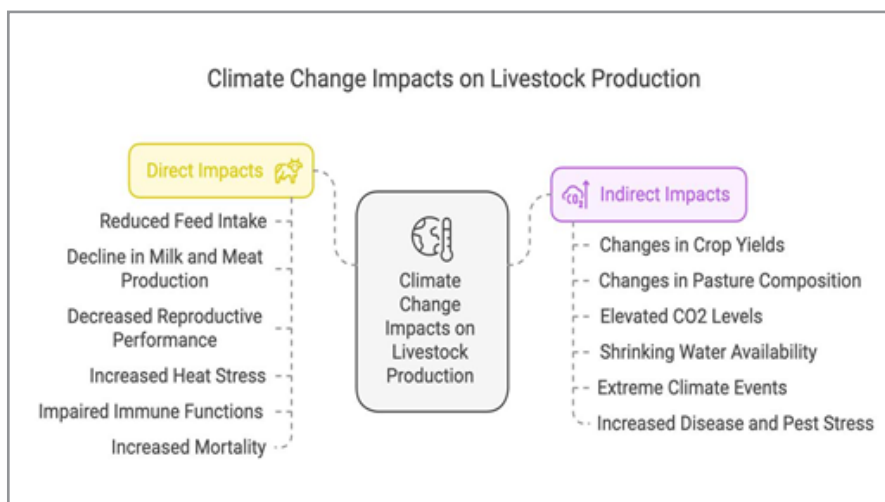 Climate Change Impacts on Livestock Production
Direct Impacts
Reduced Feed Intake
Decline in Milk and Meat
Production
Decreased Reproductive
Performance
Increased Heat Stress
Impaired Immune Functions
Increased Mortality
Climate
Change
Impacts on
Livestock
Production
CO2
Indirect Impacts
Changes in Crop Yields
Changes in Pasture Composition
Elevated CO2 Levels
Shrinking Water Availability
Extreme Climate Events
Increased Disease and Pest Stress